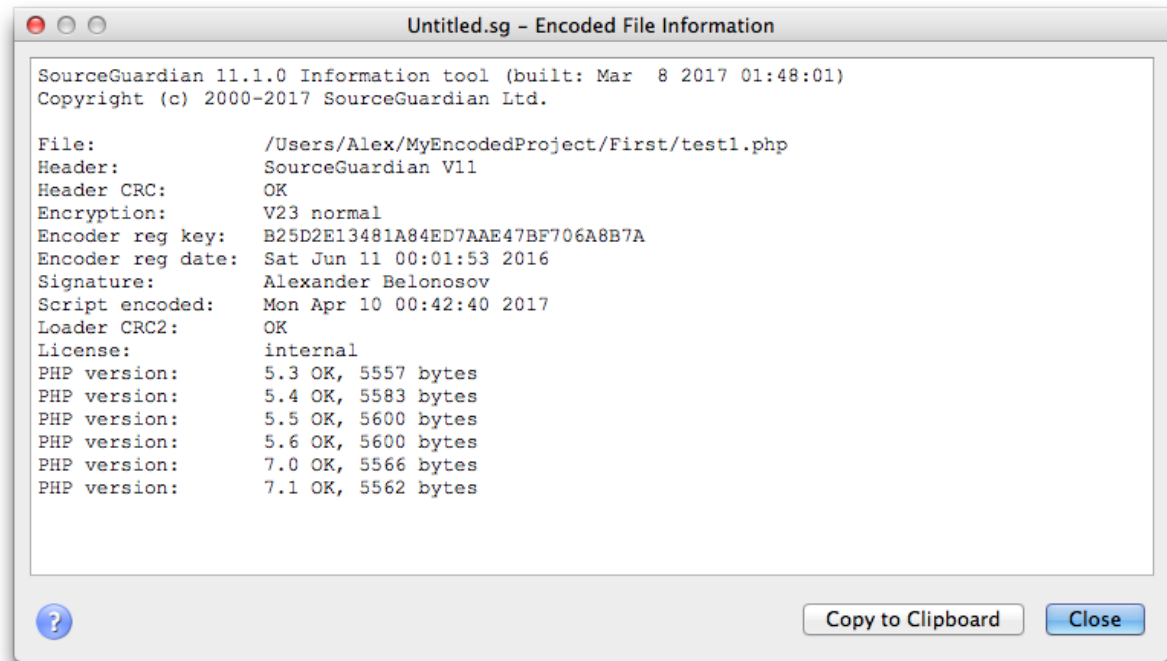 Untitled.sg – Encoded File Information
SourceGuardian 11.1.0 Information tool (built: Mar  8 2017 01:48:01)
Copyright (c) 2000-2017 SourceGuardian Ltd.
File: /Users/Alex/MyEncodedProject/First/test1.php
Header: SourceGuardian V11
Header CRC: OK
Encryption: V23 normal
Encoder reg key: B25D2E13481A84ED7AAE47BF706A8B7A
Encoder reg date: Sat Jun 11 00:01:53 2016
Signature: Alexander Belonosov
Script encoded: Mon Apr 10 00:42:40 2017
Loader CRC2: OK
License: internal
PHP version: 5.3 OK, 5557 bytes
PHP version: 5.4 OK, 5583 bytes
PHP version: 5.5 OK, 5600 bytes
PHP version: 5.6 OK, 5600 bytes
PHP version: 7.0 OK, 5566 bytes
PHP version: 7.1 OK, 5562 bytes
? Copy to Clipboard Close